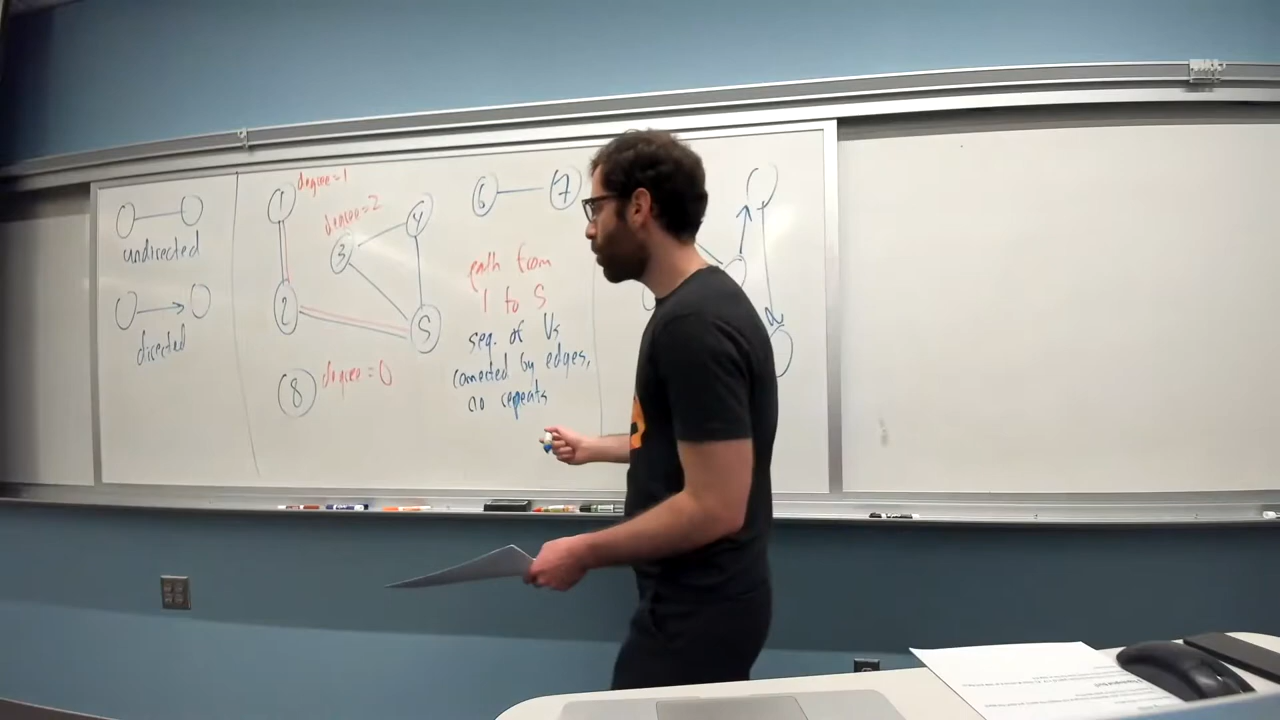 undirected
directed
1 degree=1
degree=2
3
4
2
5
8 degree=0
6
7
path from
1 to 5
seq. of Vs
connected by edges,
no repeats